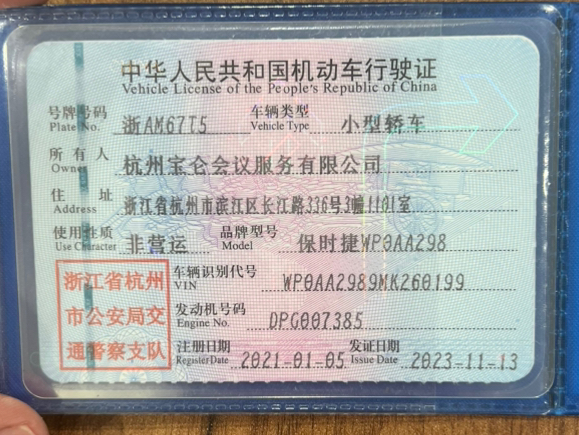 中华人民共和国机动车行驶证
Vehicle License of the People's Republic of China
号牌号码 浙AM67T5 车辆类型 小型轿车
Plate No. Vehicle Type
所有人 杭州宝仑会议服务有限公司
Owner
住址 浙江省杭州市滨江区长江路336号3幢1101室
Address
使用性质 非营运 品牌型号 保时捷WP0AA298
Use Character Model
浙江省杭州
市公安局交
通警察支队
车辆识别代号 WP0AA2989MK260199
VIN
发动机号码 DPC007385
Engine No.
注册日期 2021-01-05 发证日期 2023-11-13
Register Date Issue Date